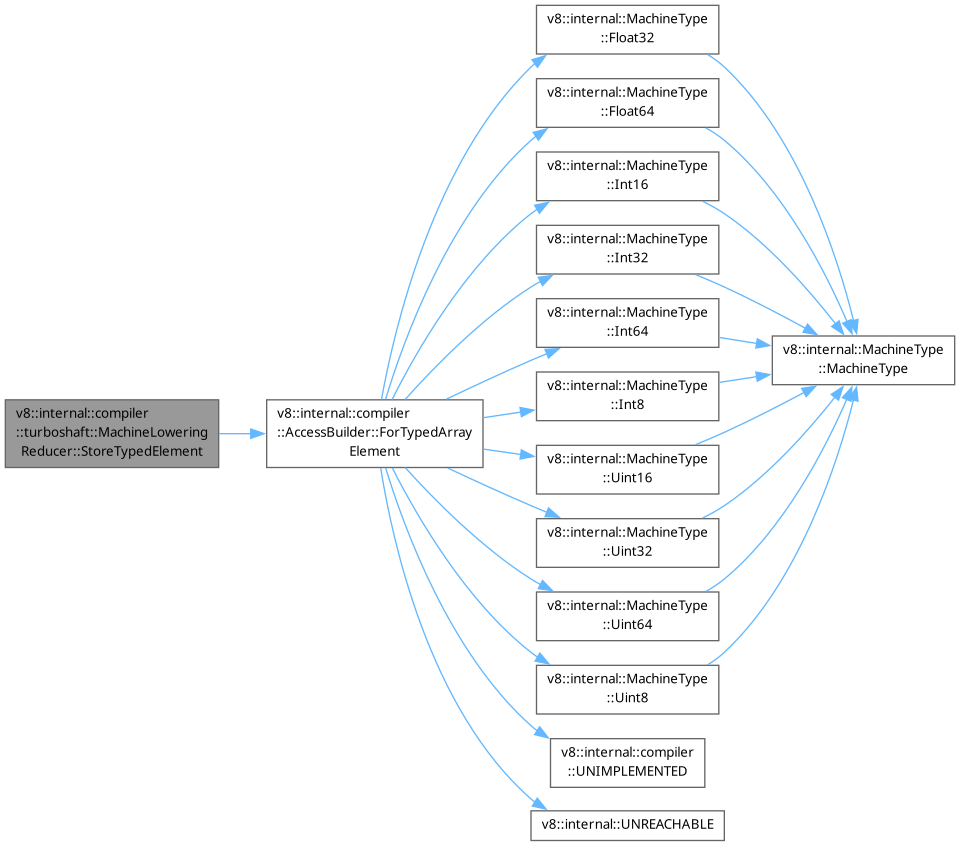 v8::internal::compiler
::turboshaft::MachineLowering
Reducer::StoreTypedElement
v8::internal::compiler
::AccessBuilder::ForTypedArray
Element
v8::internal::MachineType
::Float32
v8::internal::MachineType
::Float64
v8::internal::MachineType
::Int16
v8::internal::MachineType
::Int32
v8::internal::MachineType
::Int64
v8::internal::MachineType
::Int8
v8::internal::MachineType
::Uint16
v8::internal::MachineType
::Uint32
v8::internal::MachineType
::Uint64
v8::internal::MachineType
::Uint8
v8::internal::compiler
::UNIMPLEMENTED
v8::internal::UNREACHABLE
v8::internal::MachineType
::MachineType